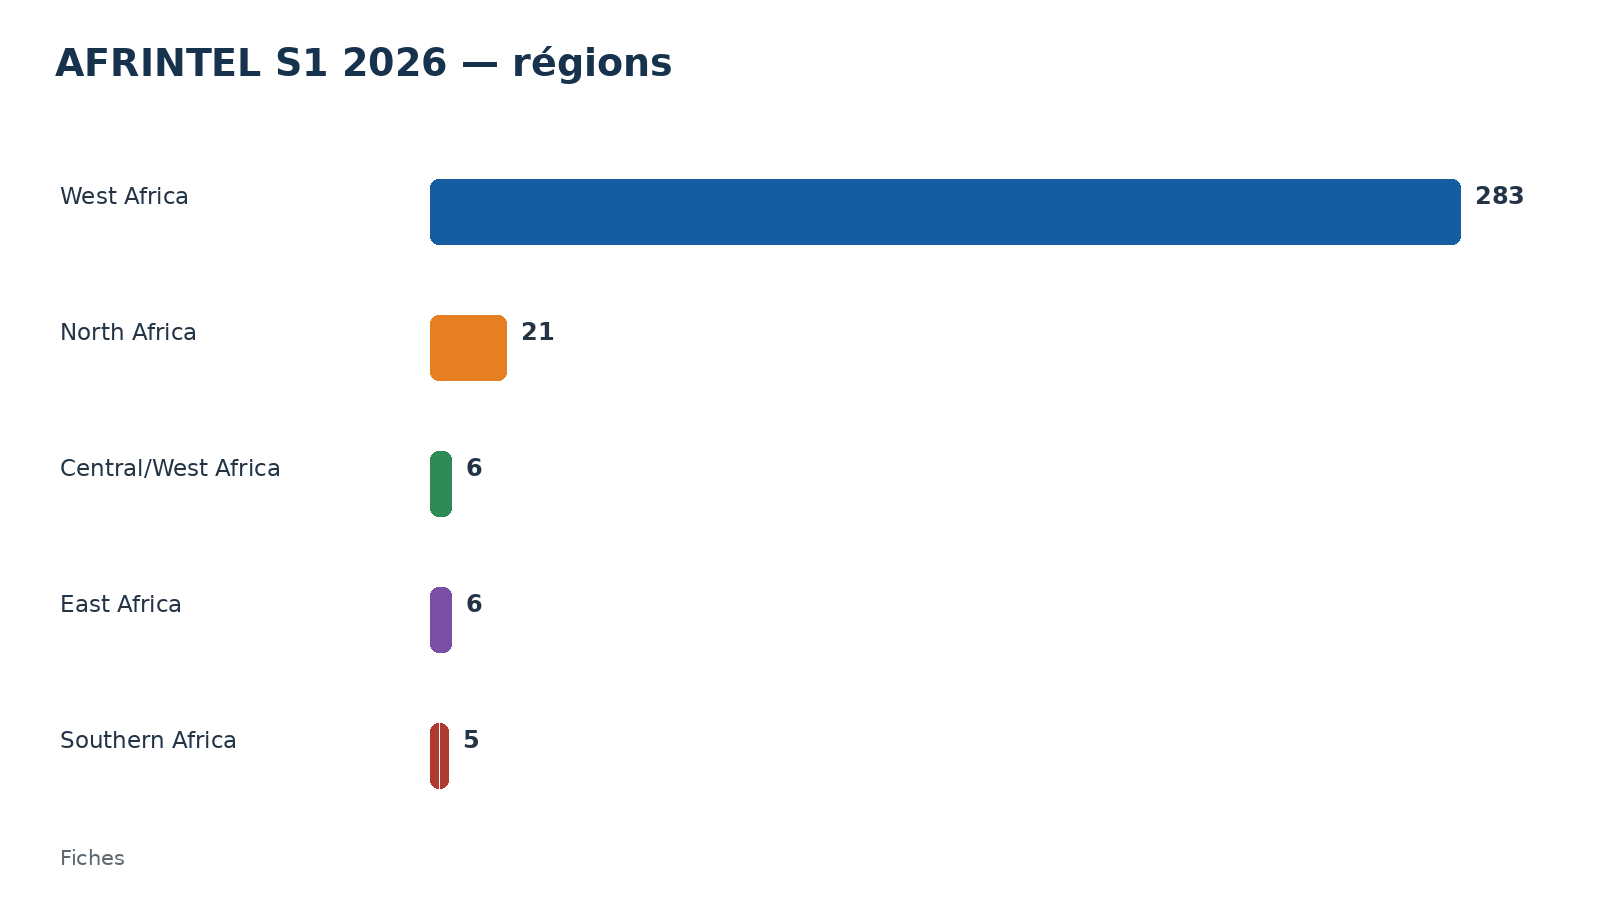 AFRINTEL S1 2026 — régions
West Africa 283
North Africa 21
Central/West Africa 6
East Africa 6
Southern Africa 5
Fiches